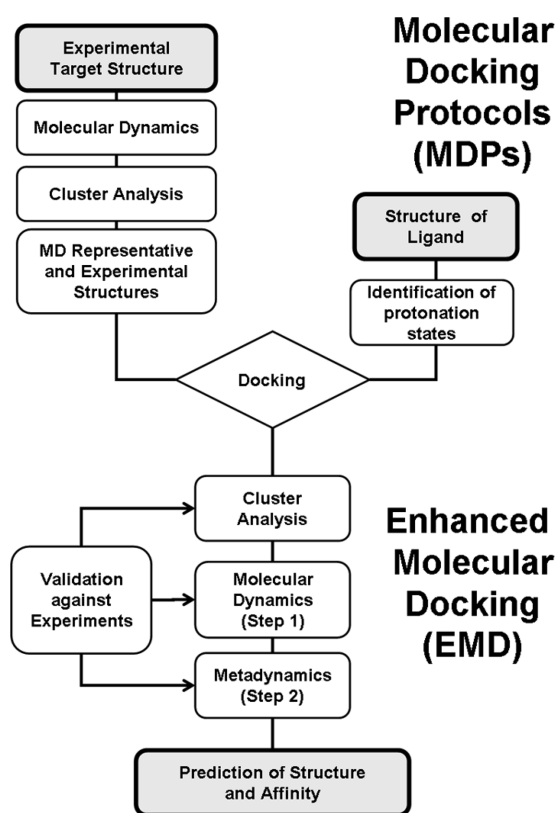 Experimental
Target Structure
Molecular Dynamics
Cluster Analysis
MD Representative
and Experimental
Structures
Molecular
Docking
Protocols
(MDPs)
Structure of
Ligand
Identification of
protonation
states
Docking
Cluster
Analysis
Validation
against
Experiments
Molecular
Dynamics
(Step 1)
Metadynamics
(Step 2)
Enhanced
Molecular
Docking
(EMD)
Prediction of Structure
and Affinity